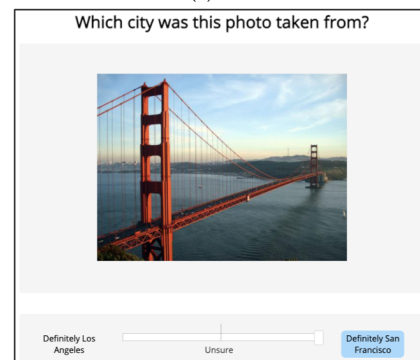 Which city was this photo taken from?
Definitely Los
Angeles
Unsure
Definitely San
Francisco